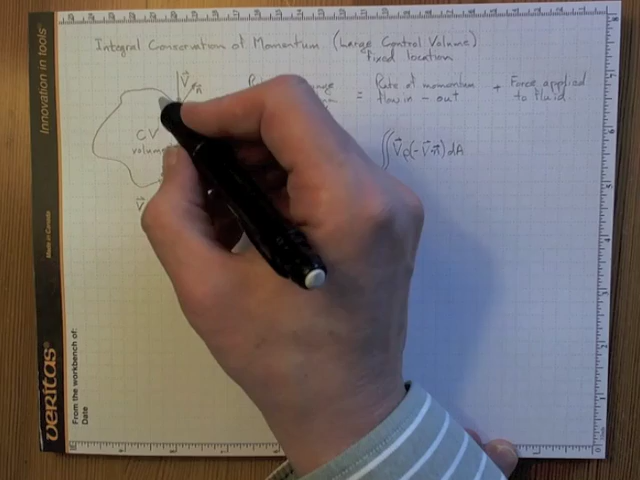 Integral Conservation of Momentum (Large Control Volume)
fixed location
Rate of momentum
flow in - out
=
+ Force applied
to fluid.
CV
volume
V⃗
n⃗
∬ V⃗ρ(-V⃗·n⃗)dA
V⃗
Innovation in tools
Made in Canada
veritas
From the workbench of:
Date